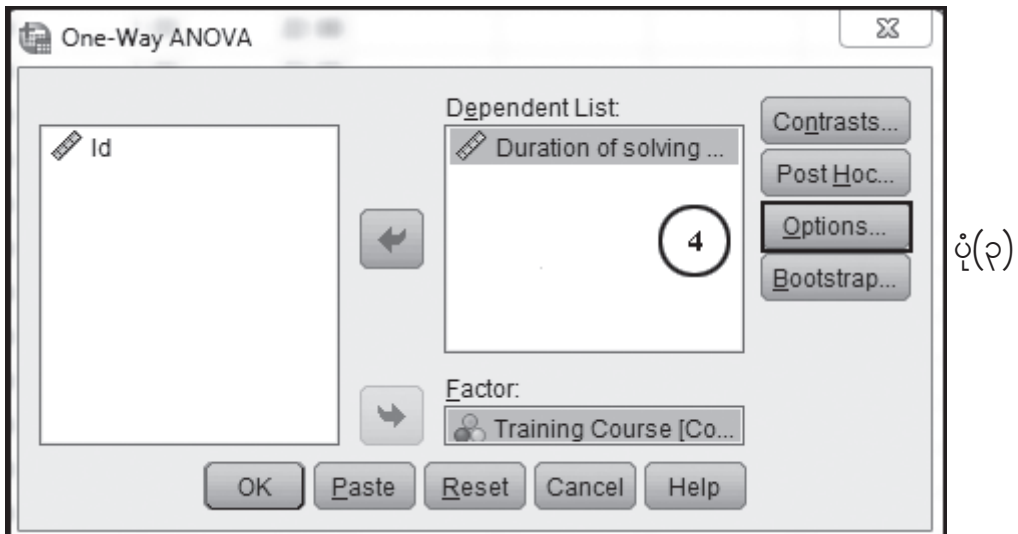 One-Way ANOVA
Dependent List:
Id
Duration of solving ...
Contrasts...
Post Hoc...
4
Options...
Bootstrap...
ပုံ(၃)
Factor:
Training Course [Co...
OK
Paste
Reset
Cancel
Help